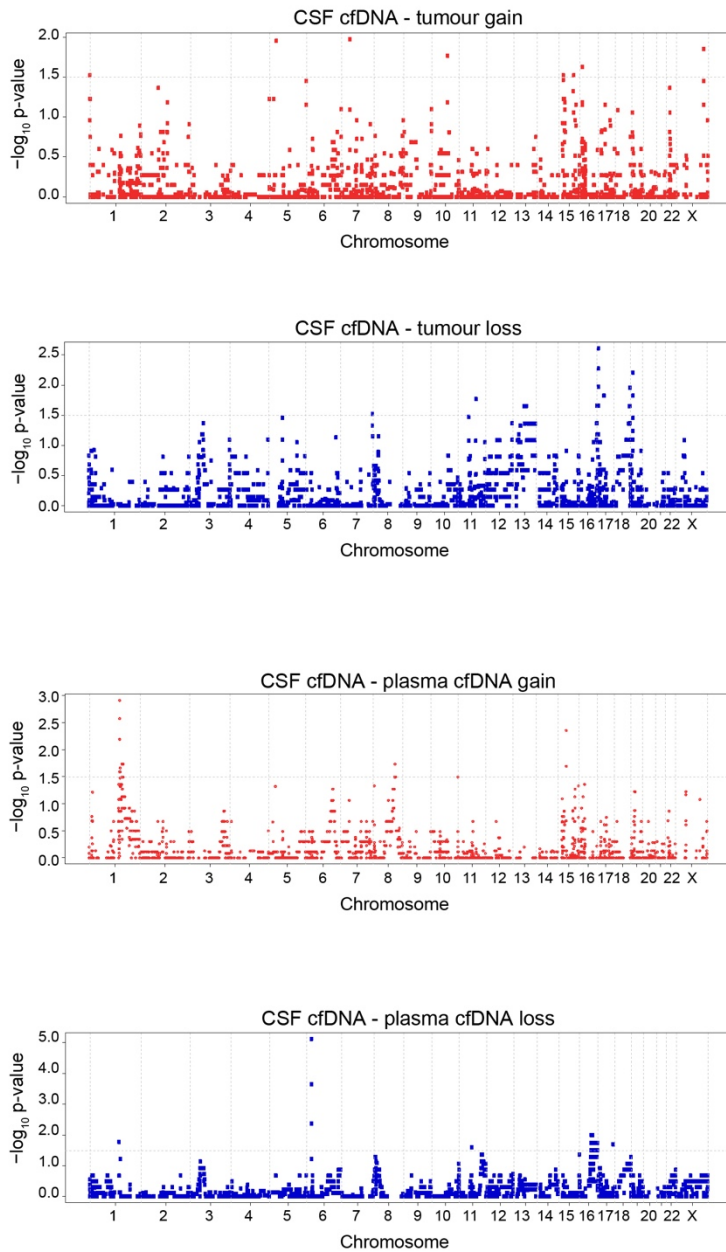 CSF cfDNA - tumour gain
2.0
1.5
1.0
0.5
0.0
−log10 p-value
1 2 3 4 5 6 7 8 9 10 11 12 13 14 15 16 17 18 20 22 X
Chromosome
CSF cfDNA - tumour loss
2.5
2.0
1.5
1.0
0.5
0.0
−log10 p-value
1 2 3 4 5 6 7 8 9 10 11 12 13 14 15 16 17 18 20 22 X
Chromosome
CSF cfDNA - plasma cfDNA gain
3.0
2.5
2.0
1.5
1.0
0.5
0.0
−log10 p-value
1 2 3 4 5 6 7 8 9 10 11 12 13 14 15 16 17 18 20 22 X
Chromosome
CSF cfDNA - plasma cfDNA loss
5.0
4.0
3.0
2.0
1.0
0.0
−log10 p-value
1 2 3 4 5 6 7 8 9 10 11 12 13 14 15 16 17 18 20 22 X
Chromosome